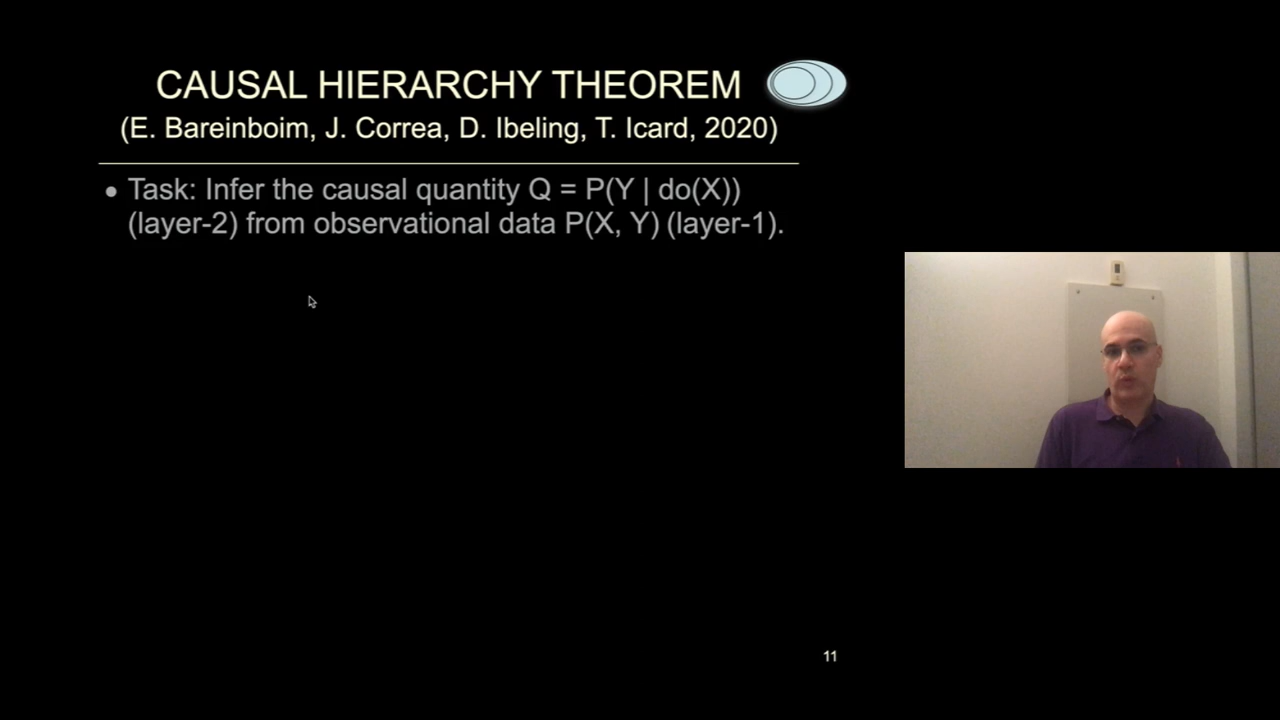 CAUSAL HIERARCHY THEOREM
(E. Bareinboim, J. Correa, D. Ibeling, T. Icard, 2020)
• Task: Infer the causal quantity Q = P(Y | do(X))
(layer-2) from observational data P(X, Y) (layer-1).
11